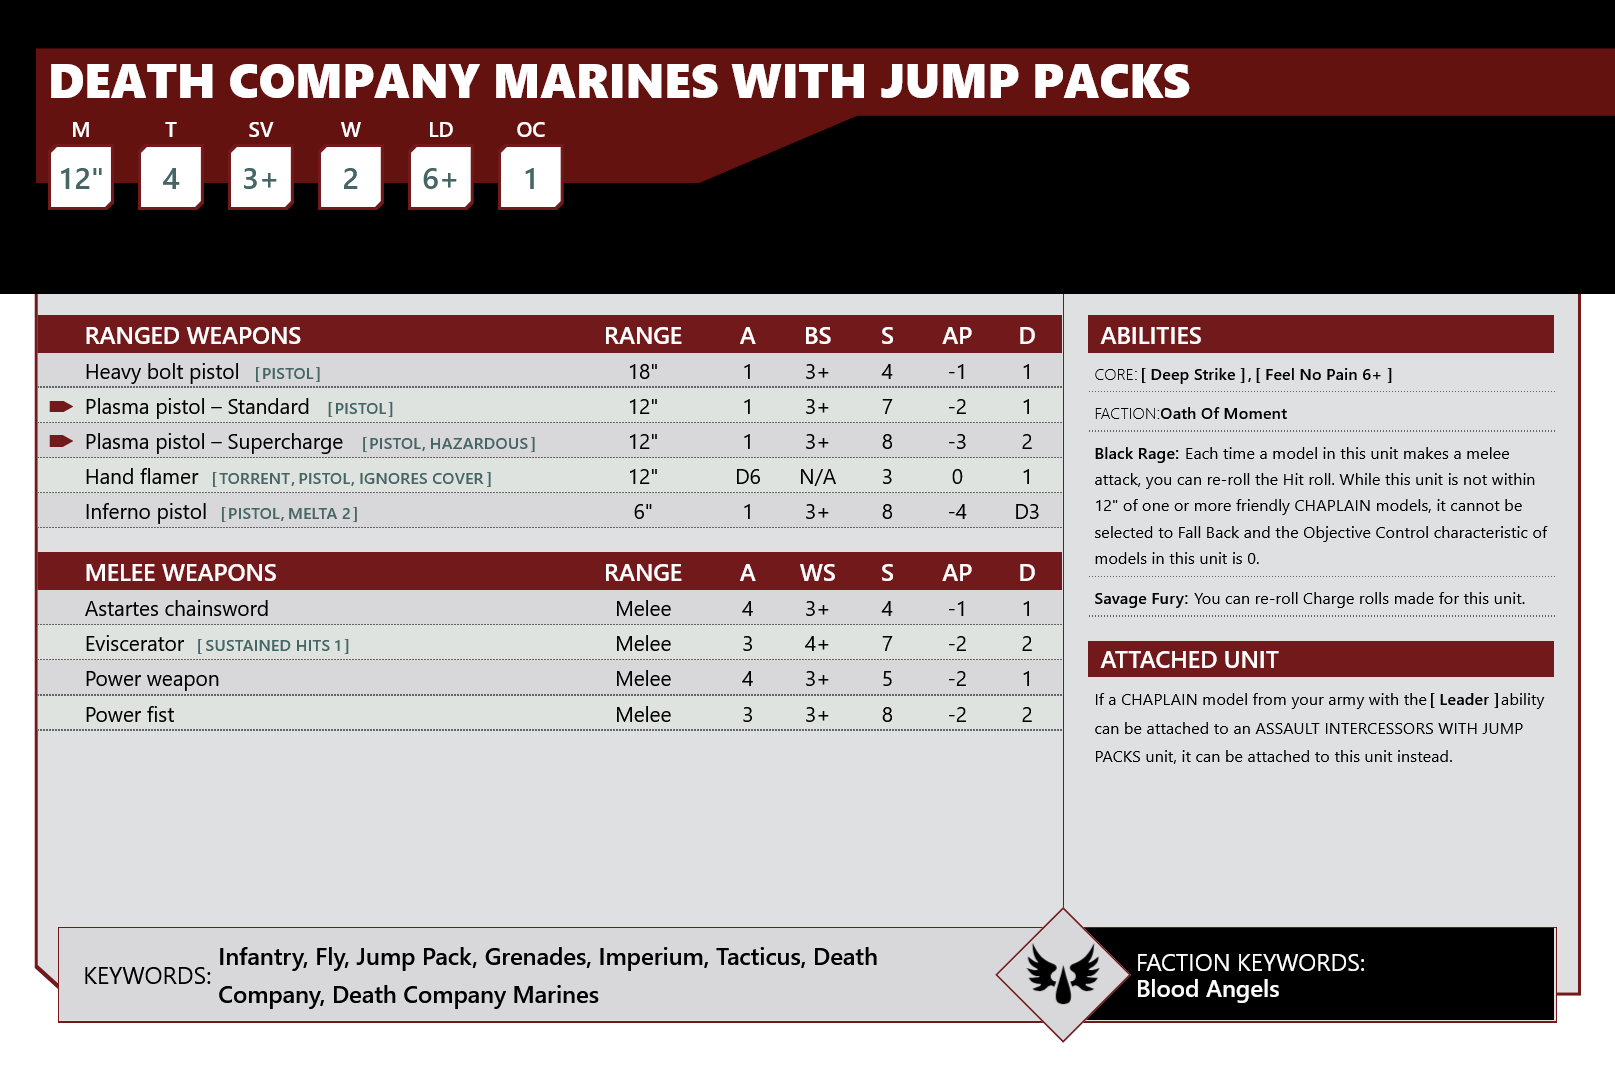 DEATH COMPANY MARINES WITH JUMP PACKS
M T SV W LD OC
12" 4 3+ 2 6+ 1
RANGED WEAPONS RANGE A BS S AP D
Heavy bolt pistol [PISTOL] 18" 1 3+ 4 -1 1
Plasma pistol – Standard [PISTOL] 12" 1 3+ 7 -2 1
Plasma pistol – Supercharge [PISTOL, HAZARDOUS] 12" 1 3+ 8 -3 2
Hand flamer [TORRENT, PISTOL, IGNORES COVER] 12" D6 N/A 3 0 1
Inferno pistol [PISTOL, MELTA 2] 6" 1 3+ 8 -4 D3
MELEE WEAPONS RANGE A WS S AP D
Astartes chainsword Melee 4 3+ 4 -1 1
Eviscerator [SUSTAINED HITS 1] Melee 3 4+ 7 -2 2
Power weapon Melee 4 3+ 5 -2 1
Power fist Melee 3 3+ 8 -2 2
ABILITIES
CORE: [ Deep Strike ], [ Feel No Pain 6+ ]
FACTION:Oath Of Moment
Black Rage: Each time a model in this unit makes a melee
attack, you can re-roll the Hit roll. While this unit is not within
12" of one or more friendly CHAPLAIN models, it cannot be
selected to Fall Back and the Objective Control characteristic of
models in this unit is 0.
Savage Fury: You can re-roll Charge rolls made for this unit.
ATTACHED UNIT
If a CHAPLAIN model from your army with the [ Leader ]ability
can be attached to an ASSAULT INTERCESSORS WITH JUMP
PACKS unit, it can be attached to this unit instead.
KEYWORDS: Infantry, Fly, Jump Pack, Grenades, Imperium, Tacticus, Death
Company, Death Company Marines
FACTION KEYWORDS:
Blood Angels